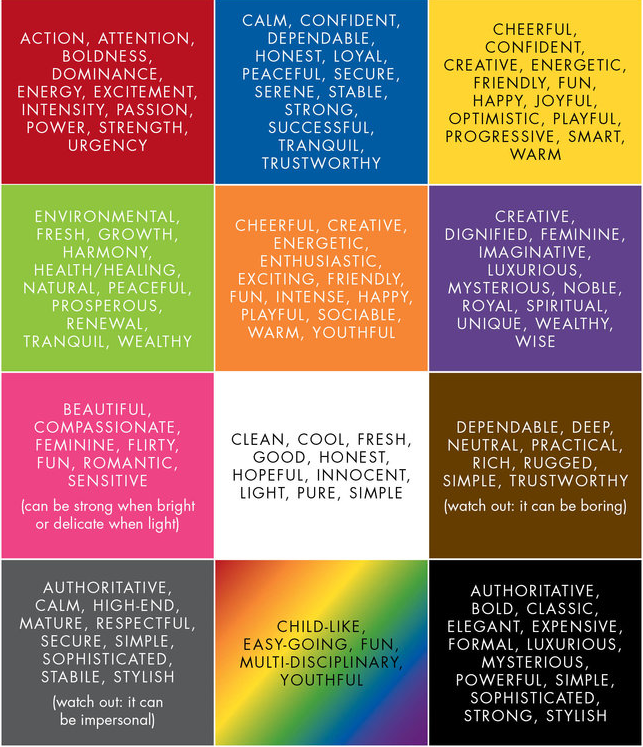 ACTION, ATTENTION,
BOLDNESS,
DOMINANCE,
ENERGY, EXCITEMENT,
INTENSITY, PASSION,
POWER, STRENGTH,
URGENCY
CALM, CONFIDENT,
DEPENDABLE,
HONEST, LOYAL,
PEACEFUL, SECURE,
SERENE, STABLE,
STRONG,
SUCCESSFUL,
TRANQUIL,
TRUSTWORTHY
CHEERFUL,
CONFIDENT,
CREATIVE, ENERGETIC,
FRIENDLY, FUN,
HAPPY, JOYFUL,
OPTIMISTIC, PLAYFUL,
PROGRESSIVE, SMART,
WARM
ENVIRONMENTAL,
FRESH, GROWTH,
HARMONY,
HEALTH/HEALING,
NATURAL, PEACEFUL,
PROSPEROUS,
RENEWAL,
TRANQUIL, WEALTHY
CHEERFUL, CREATIVE,
ENERGETIC,
ENTHUSIASTIC,
EXCITING, FRIENDLY,
FUN, INTENSE, HAPPY,
PLAYFUL, SOCIABLE,
WARM, YOUTHFUL
CREATIVE,
DIGNIFIED, FEMININE,
IMAGINATIVE,
LUXURIOUS,
MYSTERIOUS, NOBLE,
ROYAL, SPIRITUAL,
UNIQUE, WEALTHY,
WISE
BEAUTIFUL,
COMPASSIONATE,
FEMININE, FLIRTY,
FUN, ROMANTIC,
SENSITIVE
(can be strong when bright
or delicate when light)
CLEAN, COOL, FRESH,
GOOD, HONEST,
HOPEFUL, INNOCENT,
LIGHT, PURE, SIMPLE
DEPENDABLE, DEEP,
NEUTRAL, PRACTICAL,
RICH, RUGGED,
SIMPLE, TRUSTWORTHY
(watch out: it can be boring)
AUTHORITATIVE,
CALM, HIGH-END,
MATURE, RESPECTFUL,
SECURE, SIMPLE,
SOPHISTICATED,
STABILE, STYLISH
(watch out: it can
be impersonal)
CHILD-LIKE,
EASY-GOING, FUN,
MULTI-DISCIPLINARY,
YOUTHFUL
AUTHORITATIVE,
BOLD, CLASSIC,
ELEGANT, EXPENSIVE,
FORMAL, LUXURIOUS,
MYSTERIOUS,
POWERFUL, SIMPLE,
SOPHISTICATED,
STRONG, STYLISH